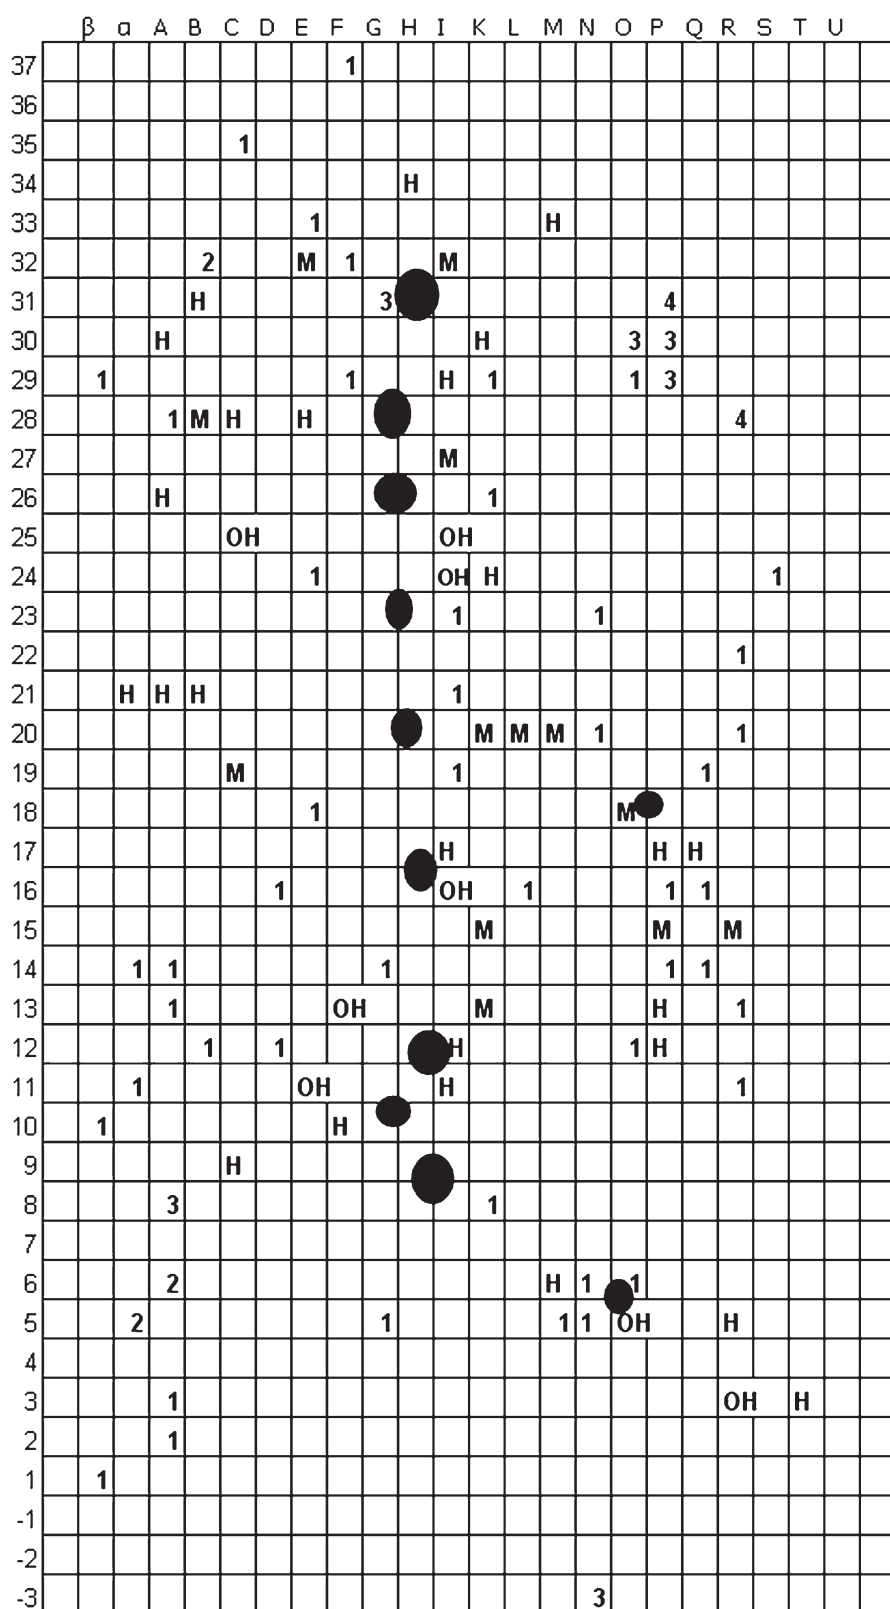 β α A B C D E F G H I K L M N O P Q R S T U
37 1
36
35 1
34 H
33 1 H
32 2 M 1 M
31 H 3 4
30 H H 3 3
29 1 1 H 1 1 3
28 1 M H H 4
27 M
26 H 1
25 OH OH
24 1 OH H 1
23 1 1
22 1
21 H H H 1
20 M M M 1 1
19 M 1 1
18 1 M
17 H H H
16 1 OH 1 1 1
15 M M M
14 1 1 1 1 1
13 1 OH M H 1
12 1 1 H 1 H
11 1 OH H 1
10 1 H
9 H
8 3 1
7
6 2 H 1 1
5 2 1 1 1 OH H
4
3 1 OH H
2 1
1 1
-1
-2
-3 3